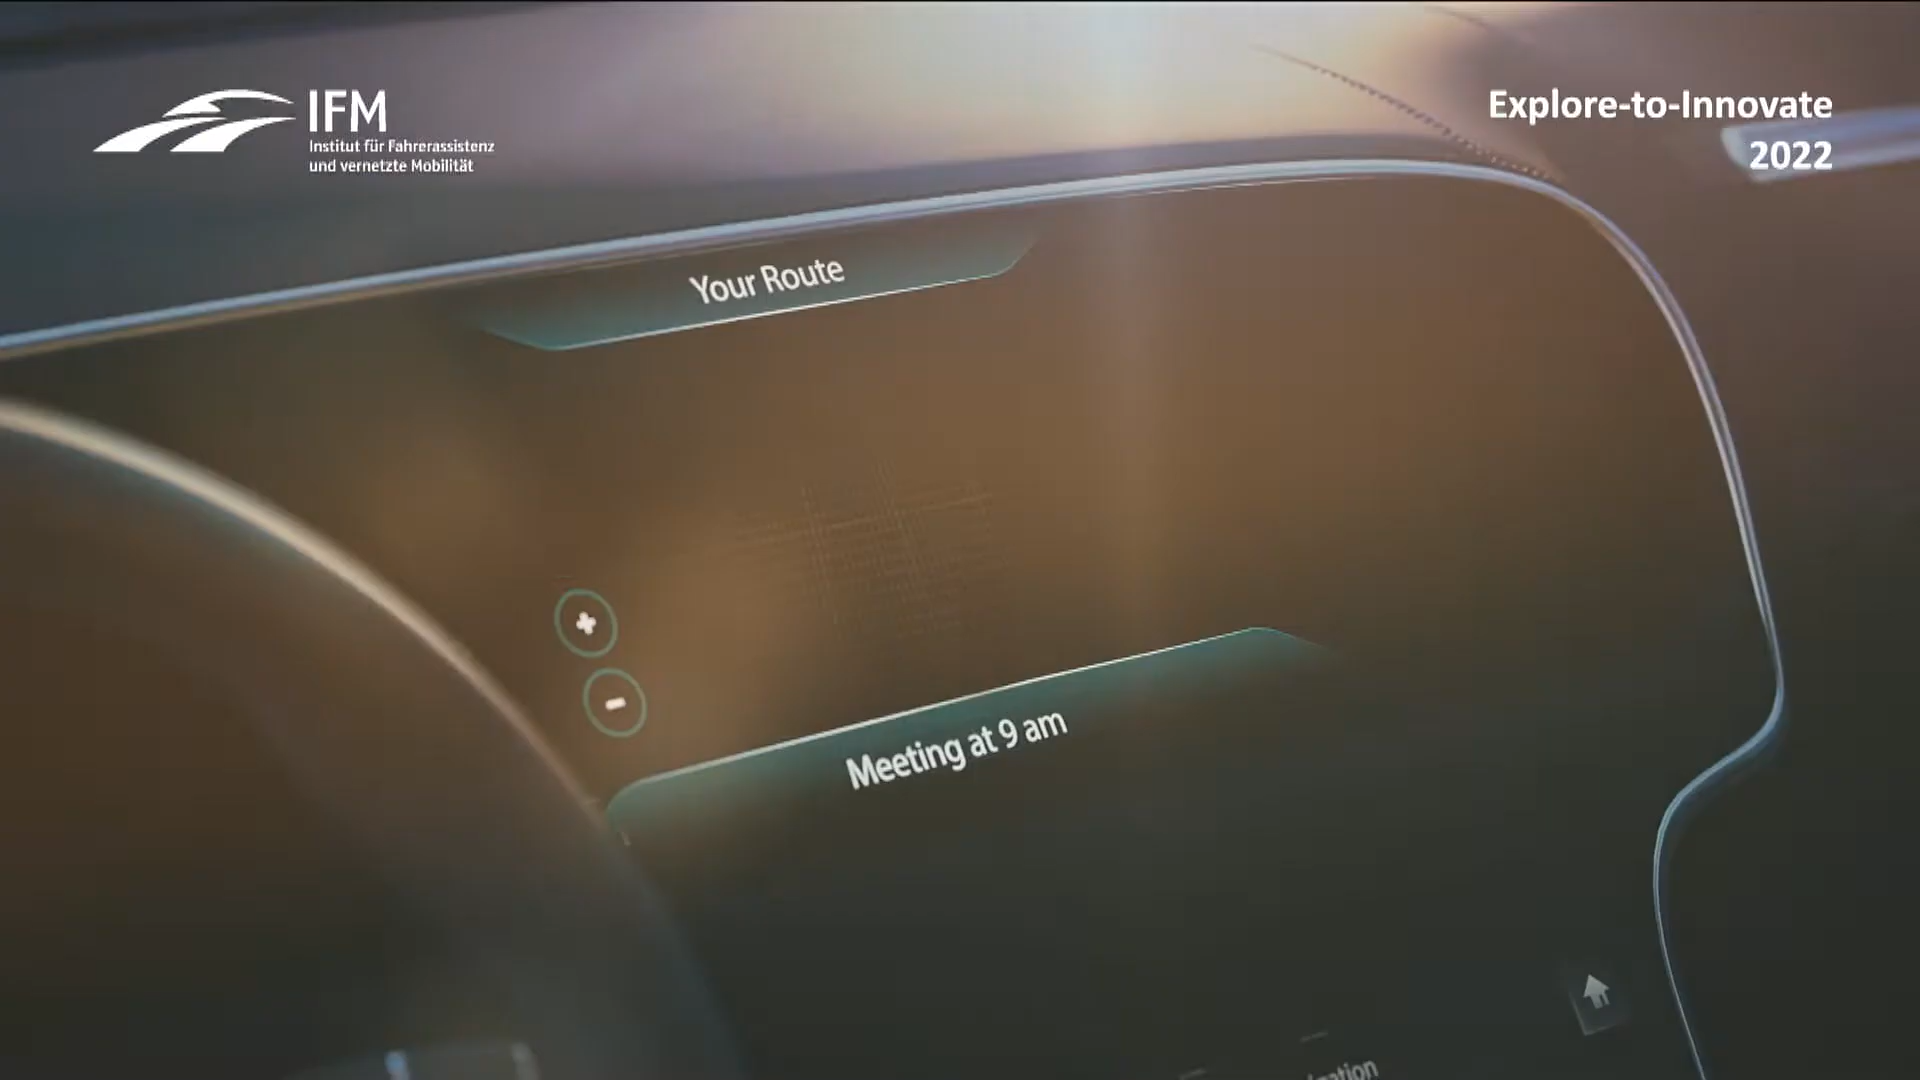 IFM
Institut für Fahrerassistenz
und vernetzte Mobilität
Explore-to-Innovate
2022
Your Route
+
-
Meeting at 9 am